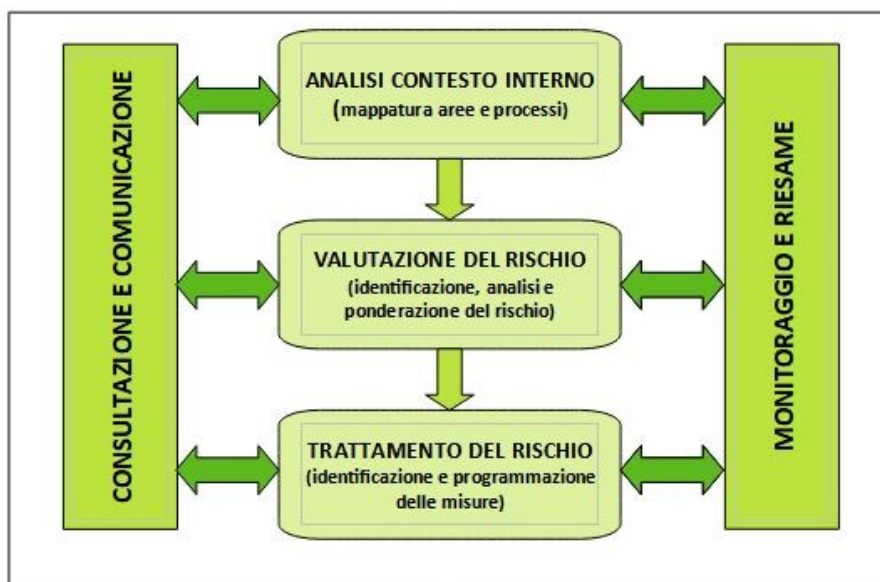 CONSULTAZIONE E COMUNICAZIONE
ANALISI CONTESTO INTERNO
(mappatura aree e processi)
VALUTAZIONE DEL RISCHIO
(identificazione, analisi e
ponderazione del rischio)
TRATTAMENTO DEL RISCHIO
(identificazione e programmazione
delle misure)
MONITORAGGIO E RIESAME